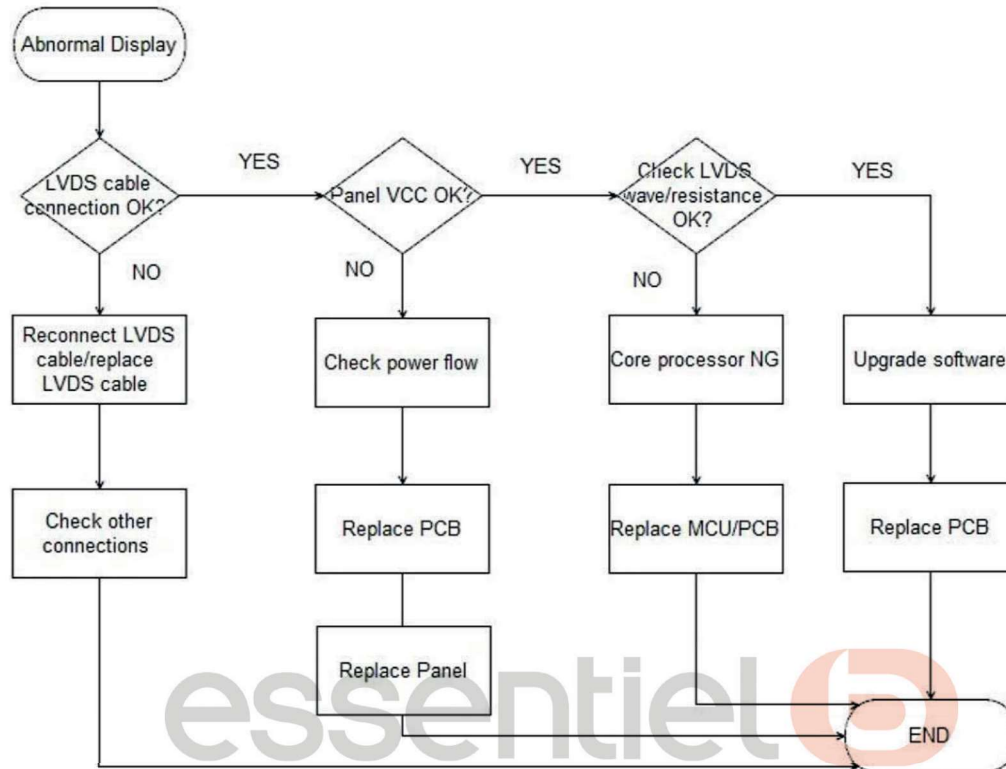 Abnormal Display
LVDS cable
connection OK?
YES
Panel VCC OK?
YES
Check LVDS
wave/resistance
OK?
YES
NO
NO
NO
Reconnect LVDS
cable/replace
LVDS cable
Check power flow
Core processor NG
Upgrade software
Check other
connections
Replace PCB
Replace MCU/PCB
Replace PCB
Replace Panel
essentiel b
END